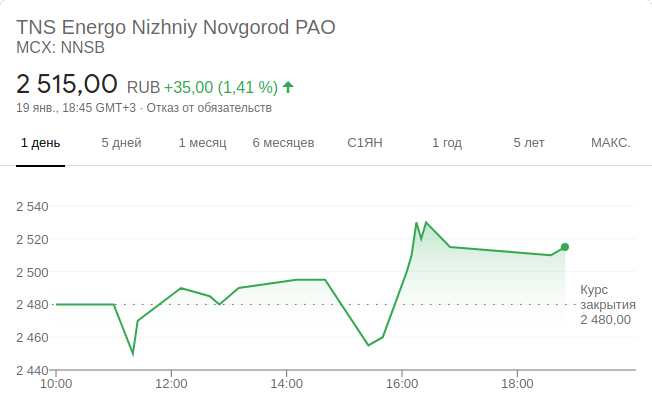 TNS Energo Nizhniy Novgorod PAO
MCX: NNSB
2 515,00 RUB +35,00 (1,41 %)
19 янв., 18:45 GMT+3 · Отказ от обязательств
1 день 5 дней 1 месяц 6 месяцев С1ЯН 1 год 5 лет МАКС.
2 540
2 520
2 500
2 480
2 460
2 440
Курс
закрытия
2 480,00
10:00 12:00 14:00 16:00 18:00